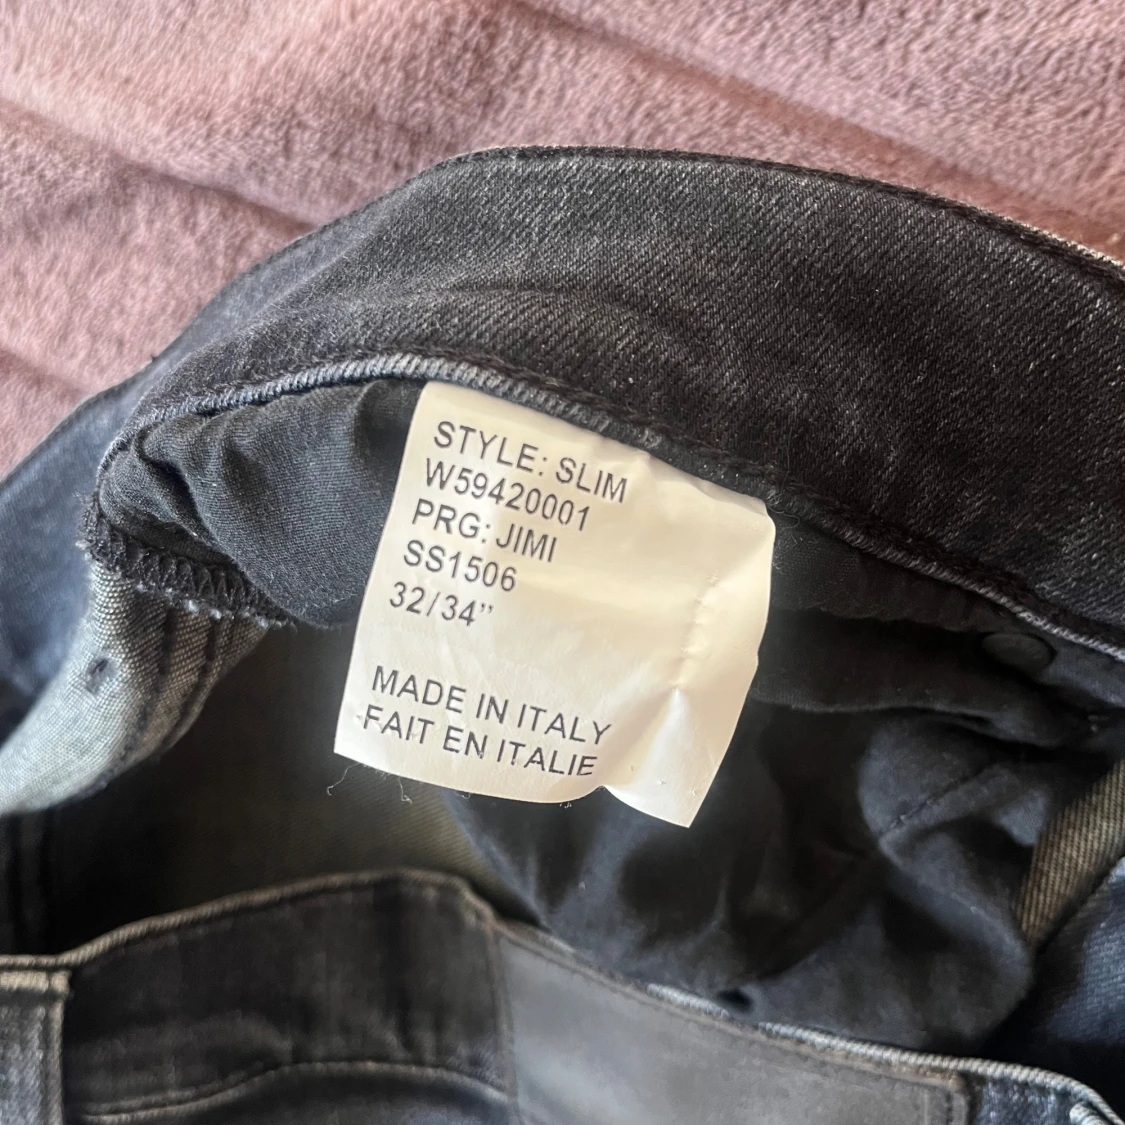 STYLE: SLIM
W59420001
PRG: JIMI
SS1506
32/34”
MADE IN ITALY
FAIT EN ITALIE